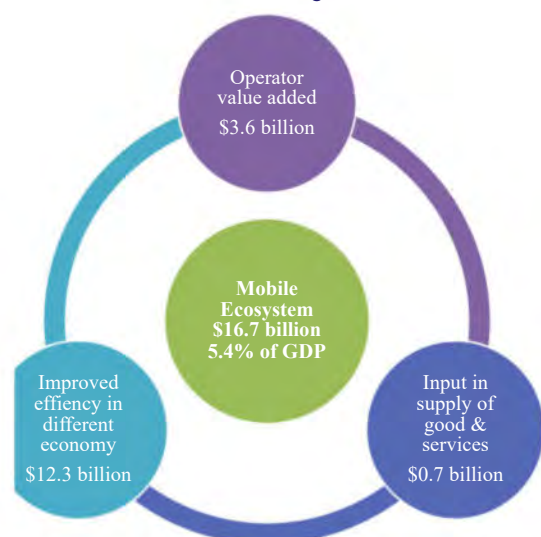 Operator
value added
$3.6 billion
Mobile
Ecosystem
$16.7 billion
5.4% of GDP
Improved
effiency in
different
economy
$12.3 billion
Input in
supply of
good &
services
$0.7 billion